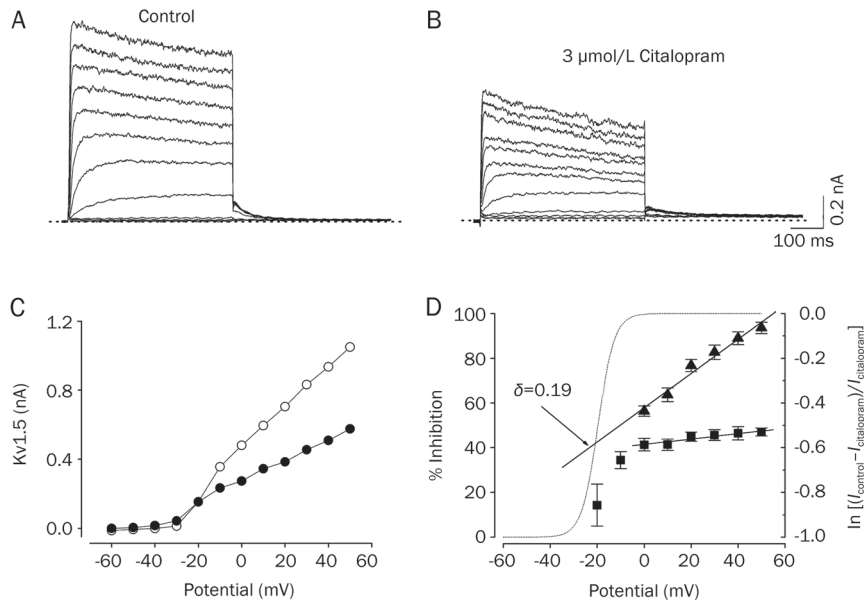 A
Control
B
3 μmol/L Citalopram
0.2 nA
100 ms
C
1.2
0.8
0.4
0.0
Kv1.5 (nA)
-60 -40 -20 0 20 40 60
Potential (mV)
D
100
80
60
40
20
0
% Inhibition
δ=0.19
0.0
-0.2
-0.4
-0.6
-0.8
-1.0
ln [(Icontrol–Icitalopram)/Icitalopram]
-60 -40 -20 0 20 40 60
Potential (mV)